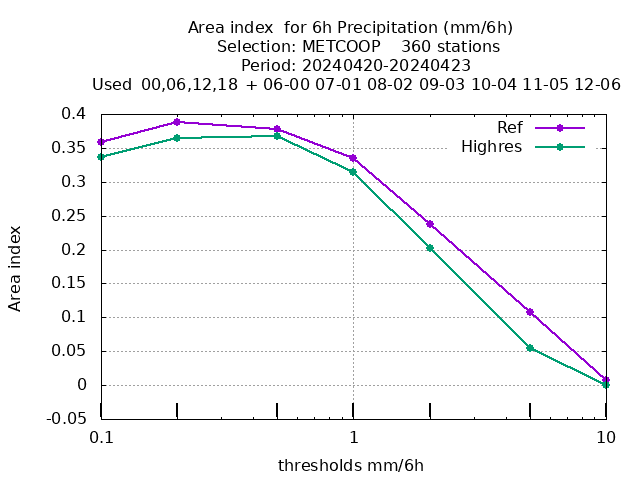 Area index  for 6h Precipitation (mm/6h)
Selection: METCOOP    360 stations
Period: 20240420-20240423
Used  00,06,12,18  + 06-00 07-01 08-02 09-03 10-04 11-05 12-06
Ref
Highres
Area index
0.4
0.35
0.3
0.25
0.2
0.15
0.1
0.05
0
-0.05
0.1
1
10
thresholds mm/6h